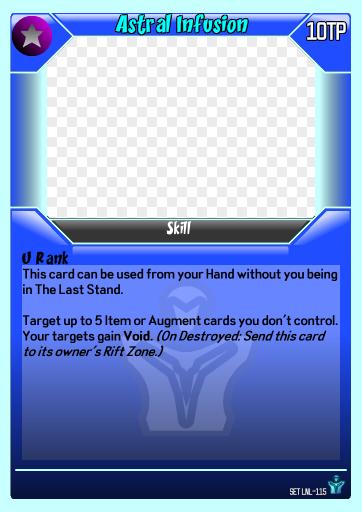 Astral Infusion
10TP
Skill
U Rank
This card can be used from your Hand without you being
in The Last Stand.
Target up to 5 Item or Augment cards you don't control.
Your targets gain Void. (On Destroyed: Send this card
to its owner's Rift Zone.)
SET LNL-115